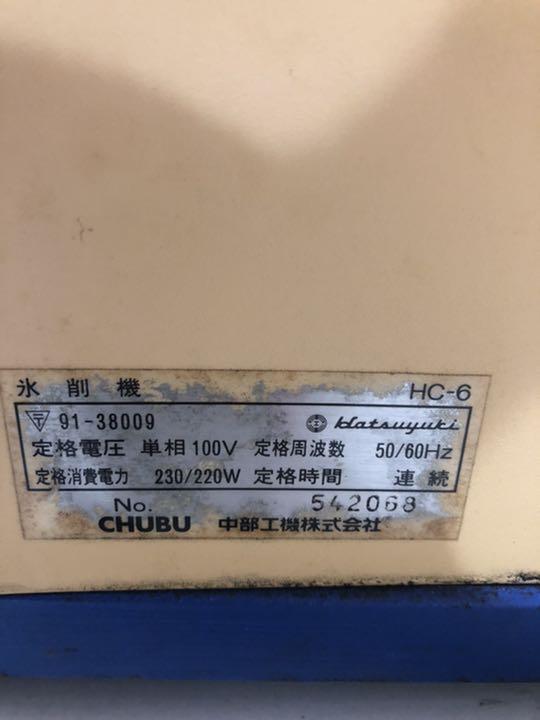 氷削機 HC-6
〒 91-38009 Hatsuyuki
定格電圧 単相100V 定格周波数 50/60Hz
定格消費電力 230/220W 定格時間 連続
No. 542068
CHUBU 中部工機株式会社